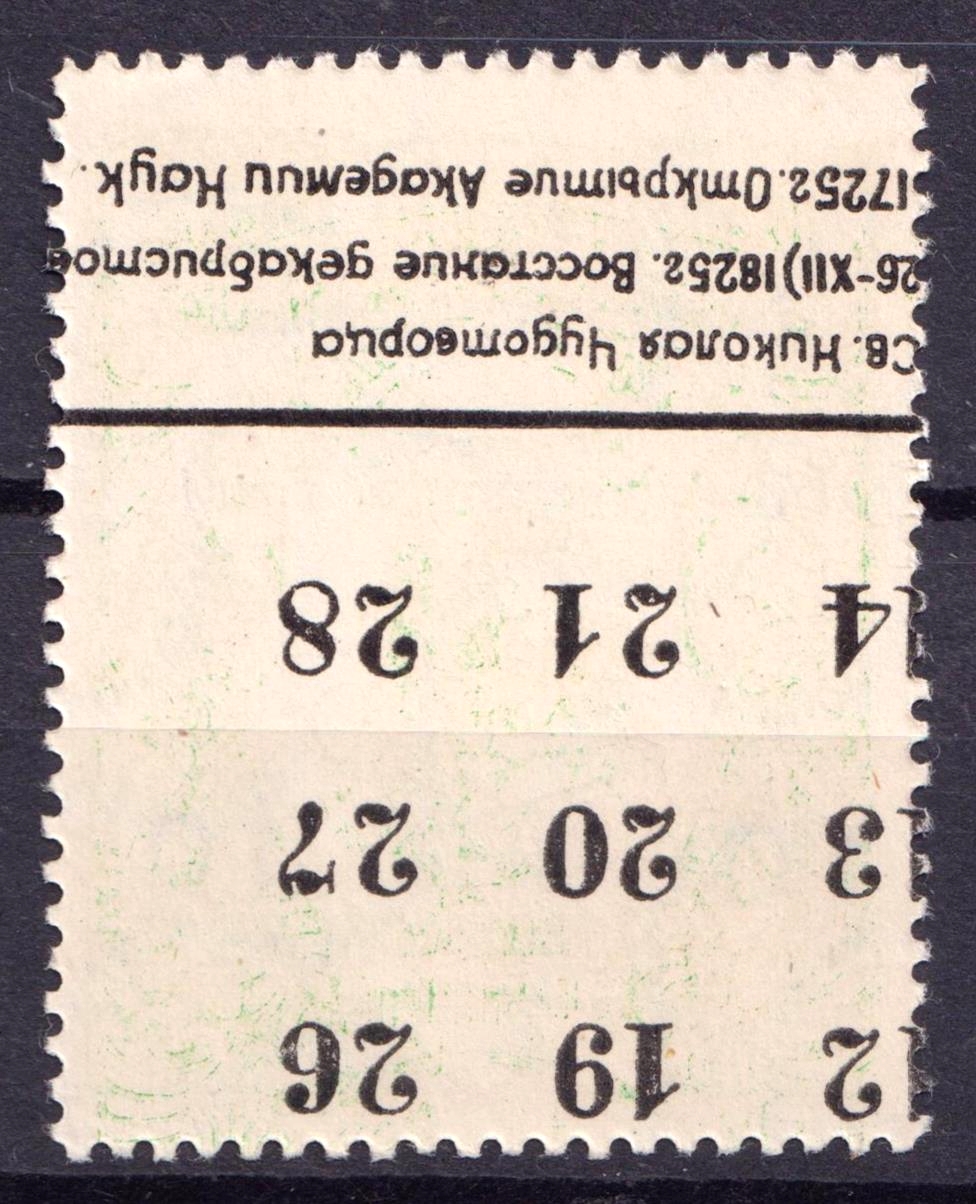 12 19 26
13 20 27
14 21 28
Св. Николая Чудотворца
26-XII)1825г. Восстание декабристов
1725г. Открытие Академии Наук.